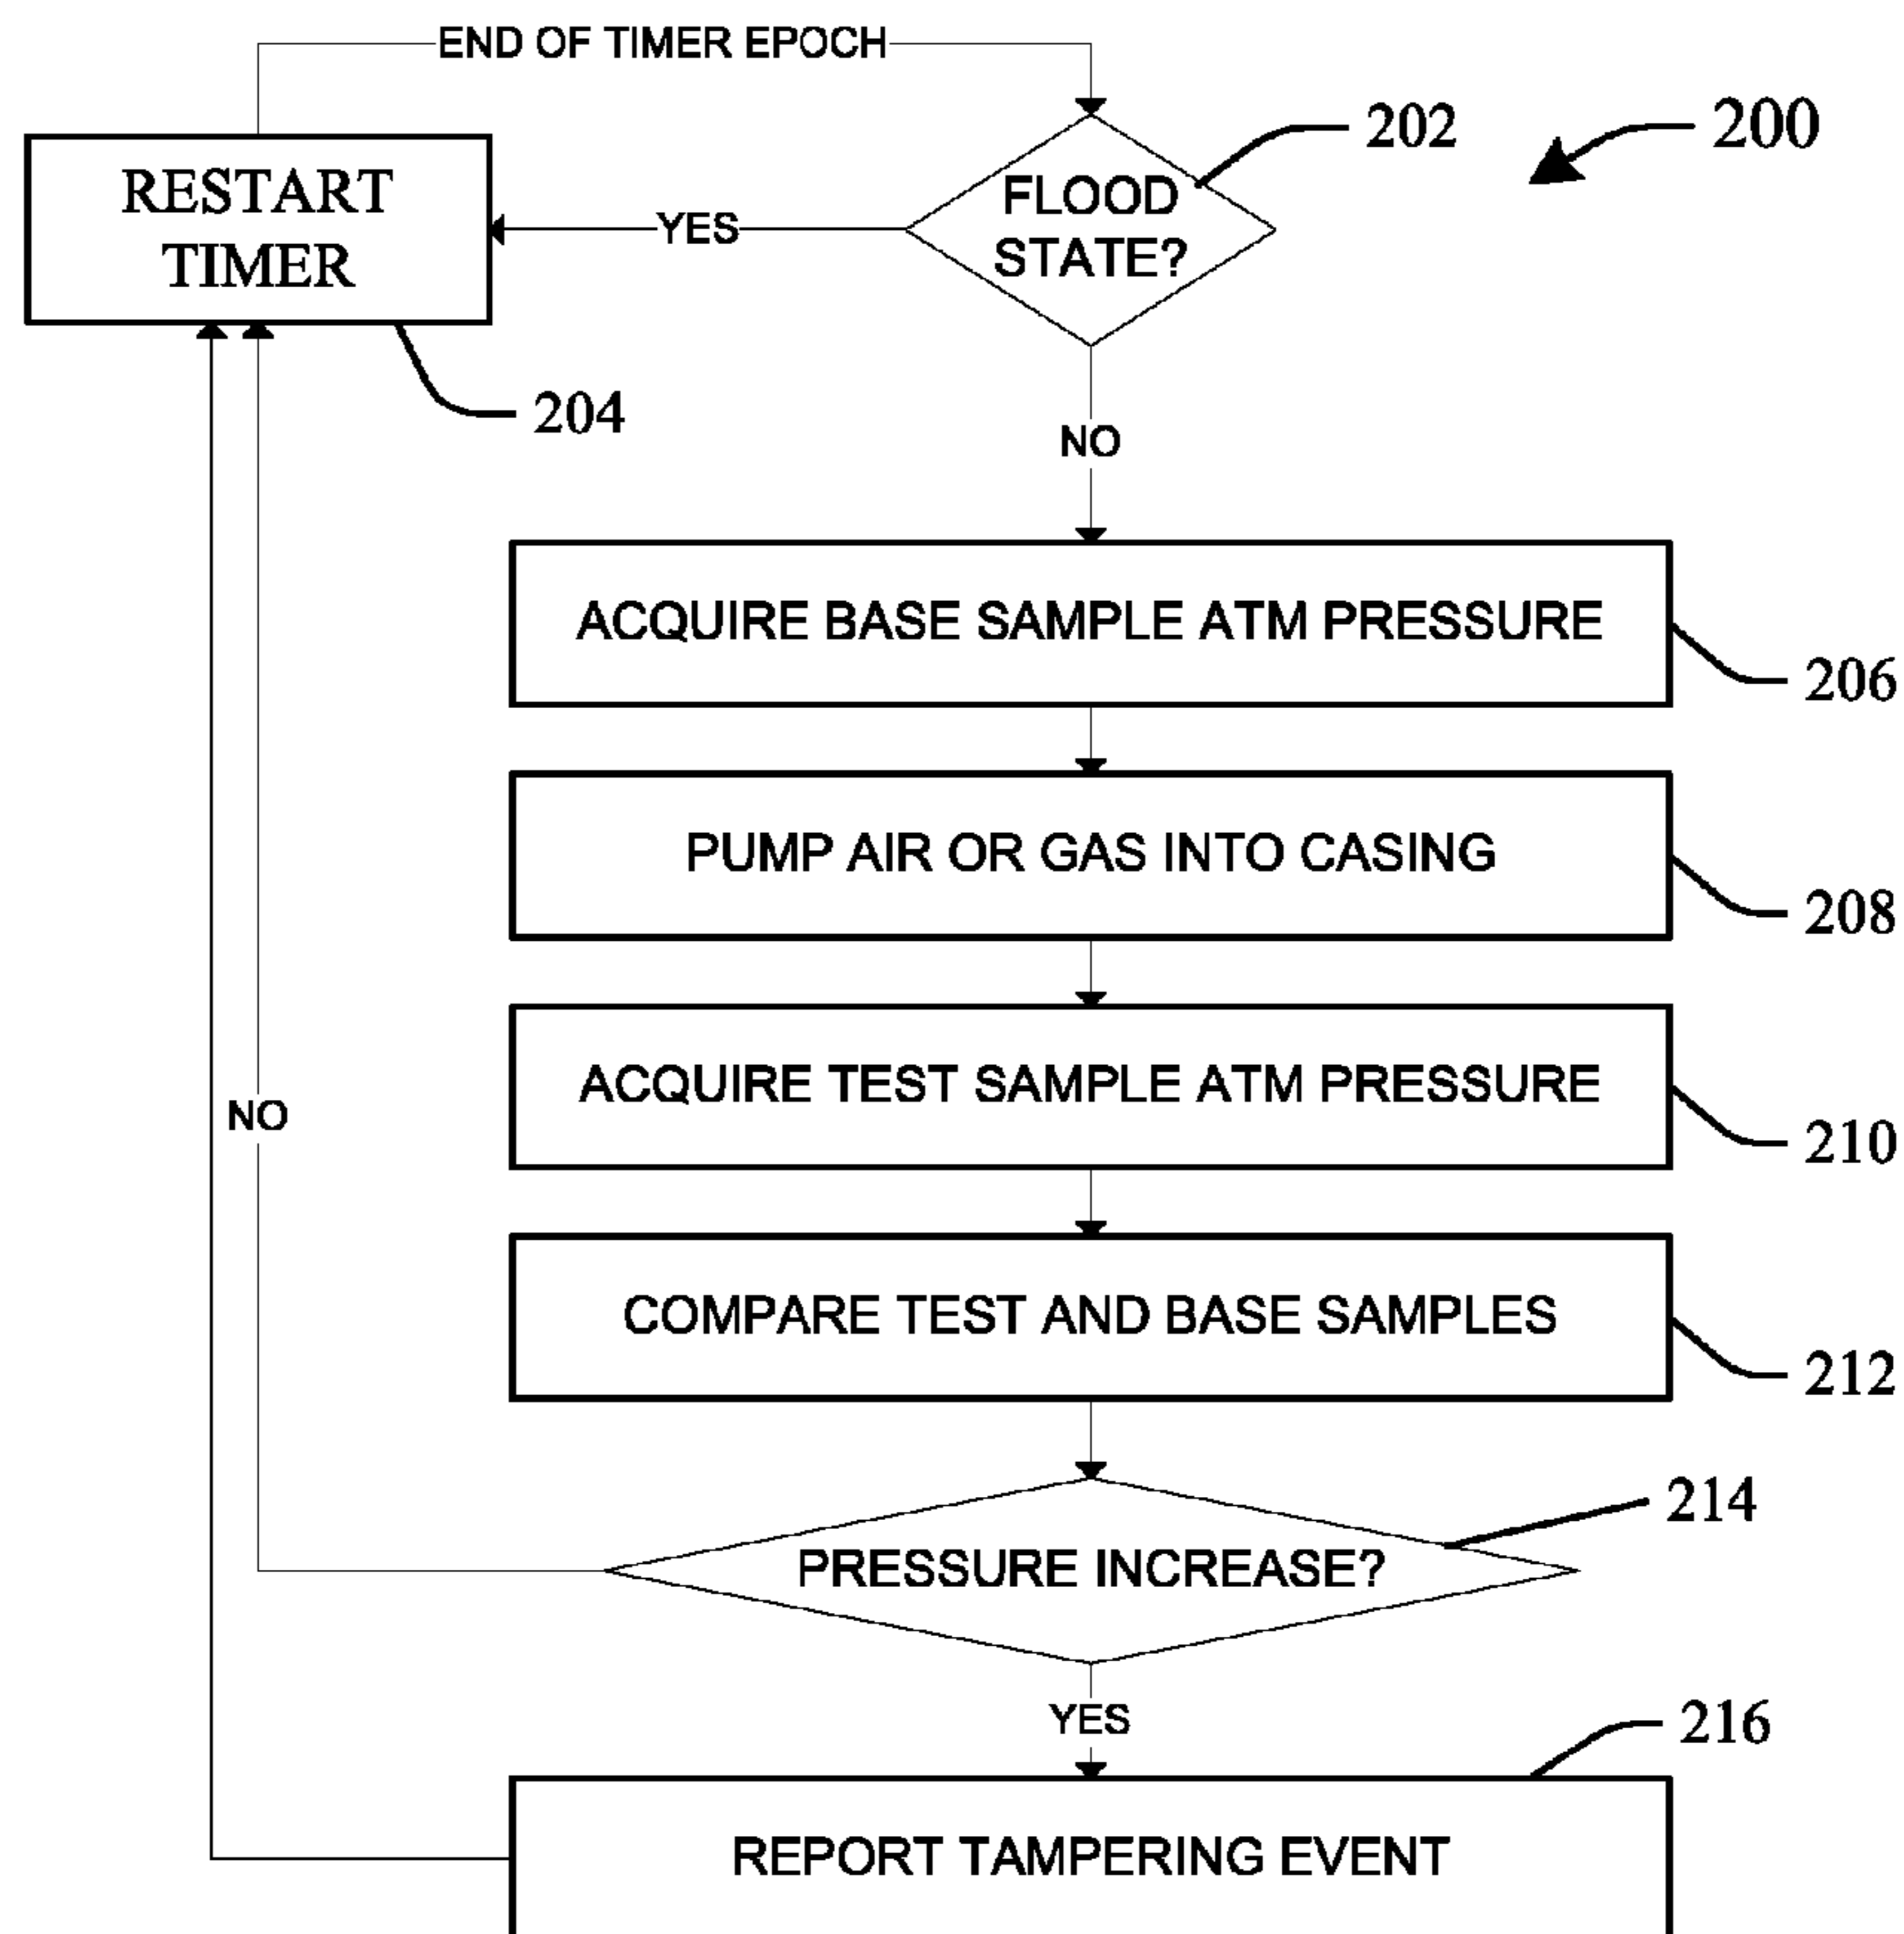 END OF TIMER EPOCH
202
200
RESTART
TIMER
YES
FLOOD
STATE?
204
NO
ACQUIRE BASE SAMPLE ATM PRESSURE
206
PUMP AIR OR GAS INTO CASING
208
ACQUIRE TEST SAMPLE ATM PRESSURE
NO
210
COMPARE TEST AND BASE SAMPLES
212
214
PRESSURE INCREASE?
YES
216
REPORT TAMPERING EVENT